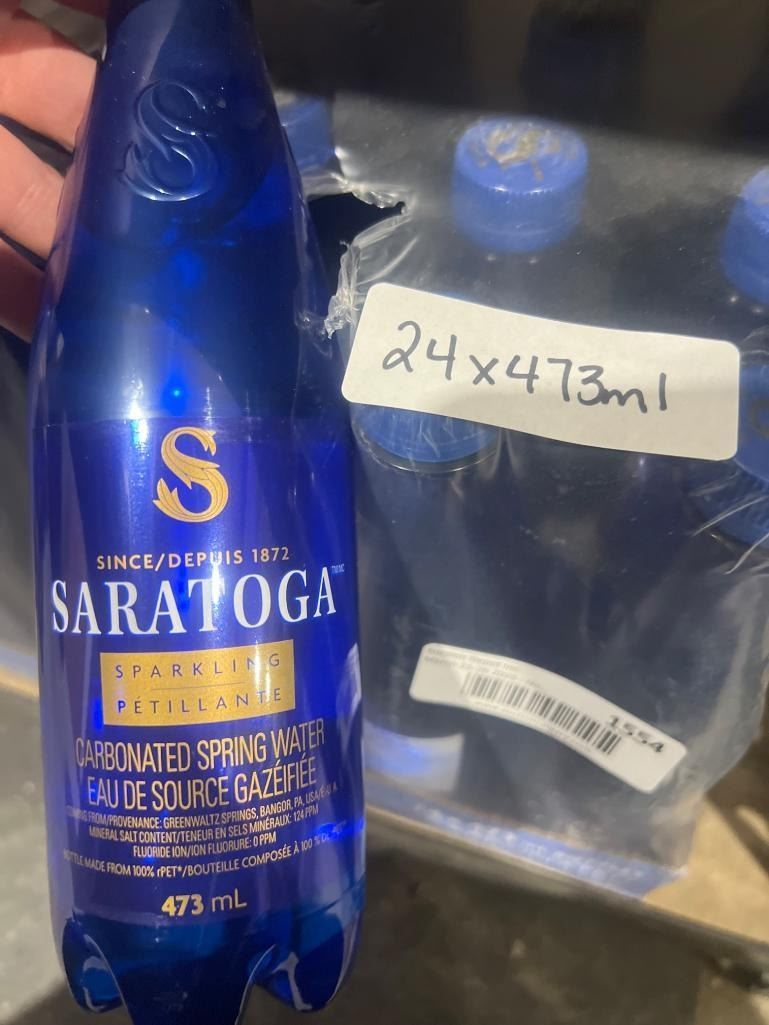 S
S
SINCE/DEPUIS 1872
SARATOGA
SPARKLING
PÉTILLANTE
CARBONATED SPRING WATER
EAU DE SOURCE GAZÉIFIÉE
FROM/PROVENANCE: GREENWALTZ SPRINGS, BANGOR, PA, USA/É.-U.A.
MINERAL SALT CONTENT/TENEUR EN SELS MINÉRAUX: 124 PPM
FLUORIDE ION/ION FLUORURE: 0 PPM
BOTTLE MADE FROM 100% rPET*/BOUTEILLE COMPOSÉE À 100 %
473 mL
24x473ml
1554